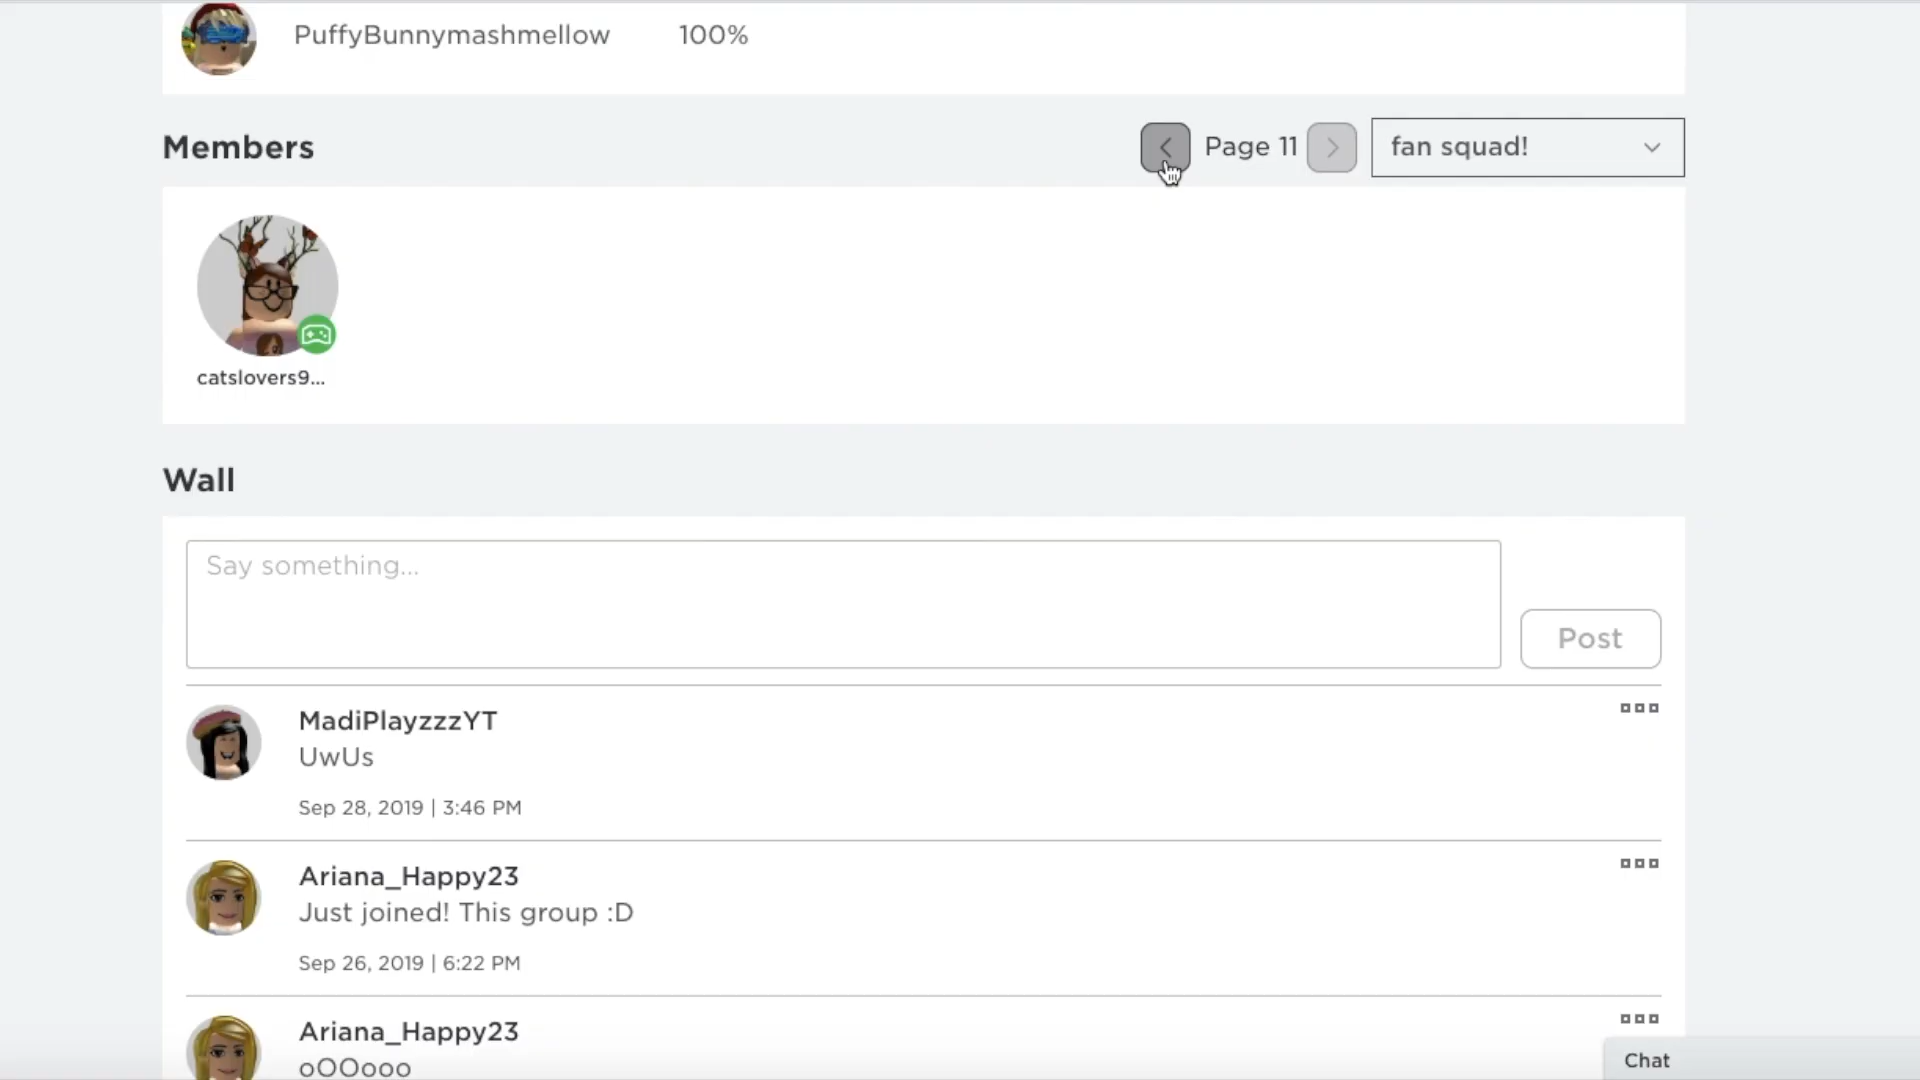 PuffyBunnymashmellow 100%
Members
Page 11
fan squad!
catslovers9...
Wall
Say something...
Post
MadiPlayzzzYT
UwUs
Sep 28, 2019 | 3:46 PM
Ariana_Happy23
Just joined! This group :D
Sep 26, 2019 | 6:22 PM
Ariana_Happy23
oOOooo
Chat